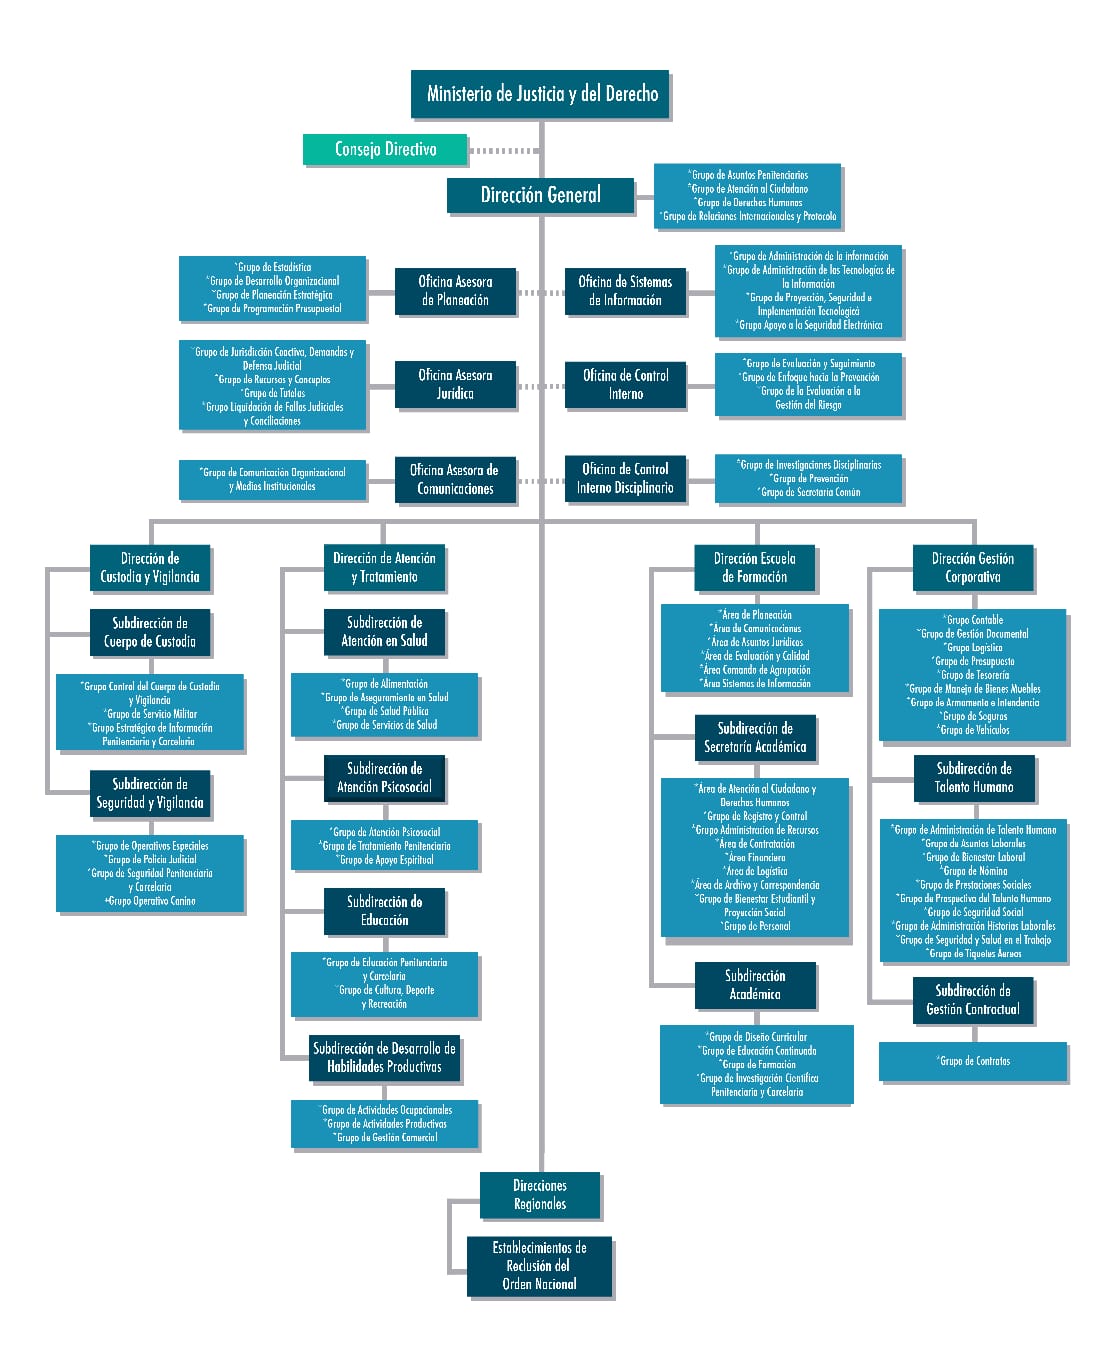 Ministerio de Justicia y del Derecho
Consejo Directivo
Dirección General
*Grupo de Asuntos Penitenciarios
*Grupo de Atención al Ciudadano
*Grupo de Derechos Humanos
*Grupo de Relaciones Internacionales y Protocolo
*Grupo de Estadística
*Grupo de Desarrollo Organizacional
*Grupo de Planeación Estratégica
*Grupo de Programación Presupuestal
Oficina Asesora
de Planeación
Oficina de Sistemas
de Información
*Grupo de Administración de la información
*Grupo de Administración de las Tecnologías de
la Información
*Grupo de Proyección, Seguridad e
Implementación Tecnologicá
*Grupo Apoyo a la Seguridad Electrónica
*Grupo de Jurisdicción Coactiva, Demandas y
Defensa Judicial
*Grupo de Recursos y Conceptos
*Grupo de Tutelas
*Grupo Liquidación de Fallas Judiciales
y Conciliaciones
Oficina Asesora
Jurídica
Oficina de Control
Interno
*Grupo de Evaluación y Seguimiento
*Grupo de Enfoque hacia la Prevención
*Grupo de la Evaluación a la
Gestión del Riesgo
*Grupo de Comunicación Organizacional
y Medios Institucionales
Oficina Asesora de
Comunicaciones
Oficina de Control
Interno Disciplinario
*Grupo de Investigaciones Disciplinarias
*Grupo de Prevención
*Grupo de Secretaria Común
Dirección de
Custodia y Vigilancia
Subdirección de
Cuerpo de Custodia
*Grupo Control del Cuerpo de Custodia
y Vigilancia
*Grupo de Servicio Militar
*Grupo Estratégico de Información
Penitenciaria y Carcelaria
Subdirección de
Seguridad y Vigilancia
*Grupo de Operativos Especiales
*Grupo de Policia Judicial
*Grupo de Seguridad Penitenciaria
y Carcelaria
*Grupo Operativo Canino
Dirección de Atención
y Tratamiento
Subdirección de
Atención en Salud
*Grupo de Alimentación
*Grupo de Aseguramiento en Salud
*Grupo de Salud Pública
*Grupo de Servicios de Salud
Subdirección de
Atención Psicosocial
*Grupo de Atención Psicosocial
*Grupo de Tratamiento Penitenciario
*Grupo de Apoyo Espiritual
Subdirección de
Educación
*Grupo de Educación Penitenciaria
y Carcelaria
*Grupo de Cultura, Deporte
y Recreación
Subdirección de Desarrollo de
Habilidades Productivas
*Grupo de Actividades Ocupacionales
*Grupo de Actividades Productivas
*Grupo de Gestión Comercial
Dirección Escuela
de Formación
*Área de Planeación
*Área de Comunicaciones
*Área de Asuntos Jurídicos
*Área de Evaluación y Calidad
*Área Comando de Agrupación
*Área Sistemas de Información
Subdirección de
Secretaría Académica
*Área de Atención al Ciudadano y
Derechos Humanos
*Grupo de Registro y Control
*Grupo Administracion de Recursos
*Área de Contratación
*Área Financiera
*Área de Logística
*Área de Archivo y Correspondencia
*Grupo de Bienestar Estudiantil y
Proyección Social
*Grupo de Personal
Subdirección
Académica
*Grupo de Diseño Curricular
*Grupo de Educación Continuada
*Grupo de Formación
*Grupo de Investigación Científica
Penitenciaria y Carcelaria
Dirección Gestión
Corporativa
*Grupo Contable
*Grupo de Gestión Documental
*Grupo Logística
*Grupo de Presupuesto
*Grupo de Tesorería
*Grupo de Manejo de Bienes Muebles
*Grupo de Armamento e Intendencia
*Grupo de Seguros
*Grupo de Vehículos
Subdirección de
Talento Humano
*Grupo de Administración de Talento Humano
*Grupo de Asuntos Laborales
*Grupo de Bienestar Laboral
*Grupo de Nómina
*Grupo de Prestaciones Sociales
*Grupo de Prospectiva del Talento Humano
*Grupo de Seguridad Social
*Grupo de Administración Historias Laborales
*Grupo de Seguridad y Salud en el Trabajo
*Grupo de Tiquetes Áereos
Subdirección de
Gestión Contractual
*Grupo de Contratos
Direcciones
Regionales
Establecimientos de
Reclusión del
Orden Nacional